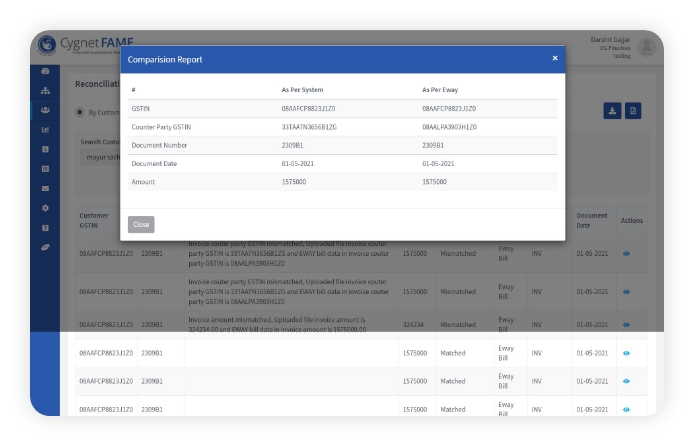 Cygnet FAME
Darshit Gajjar
DG Finances
Testing
Comparision Report ×
# As Per System As Per Eway
GSTIN 08AAFCP8823J1Z0 08AAFCP8823J1Z0
Counter Party GSTIN 33TAATN3656B1ZG 08AALPA3903H1Z0
Document Number 2309B1 2309B1
Document Date 01-05-2021 01-05-2021
Amount 1575000 1575000
Close
Reconciliati
By Custom
Search Custo
mayur sach
Customer GSTIN
Document Date
Actions
Invoice couter party GSTIN mismatched, Uploaded file invoice couter
08AAFCP8823J1Z0 2309B1 party GSTIN is 33TAATN3656B1ZG and EWAY bill data in invoice couter 1575000 Mismatched Eway Bill INV 01-05-2021
party GSTIN is 08AALPA3903H1Z0
Invoice couter party GSTIN mismatched, Uploaded file invoice couter
08AAFCP8823J1Z0 2309B1 party GSTIN is 33TAATN3656B1ZG and EWAY bill data in invoice couter 1575000 Mismatched Eway Bill INV 01-05-2021
party GSTIN is 08AALPA3903H1Z0
Invoice amount mismatched, Uploaded file invoice amount is
08AAFCP8823J1Z0 2309B1 324234.00 and EWAY bill data in invoice amount is 1575000.00 324234 Mismatched Eway Bill INV 01-05-2021
08AAFCP8823J1Z0 2309B1 1575000 Matched Eway Bill INV 01-05-2021
08AAFCP8823J1Z0 2309B1 1575000 Matched Eway Bill INV 01-05-2021
08AAFCP8823J1Z0 2309B1 1575000 Matched Eway Bill INV 01-05-2021